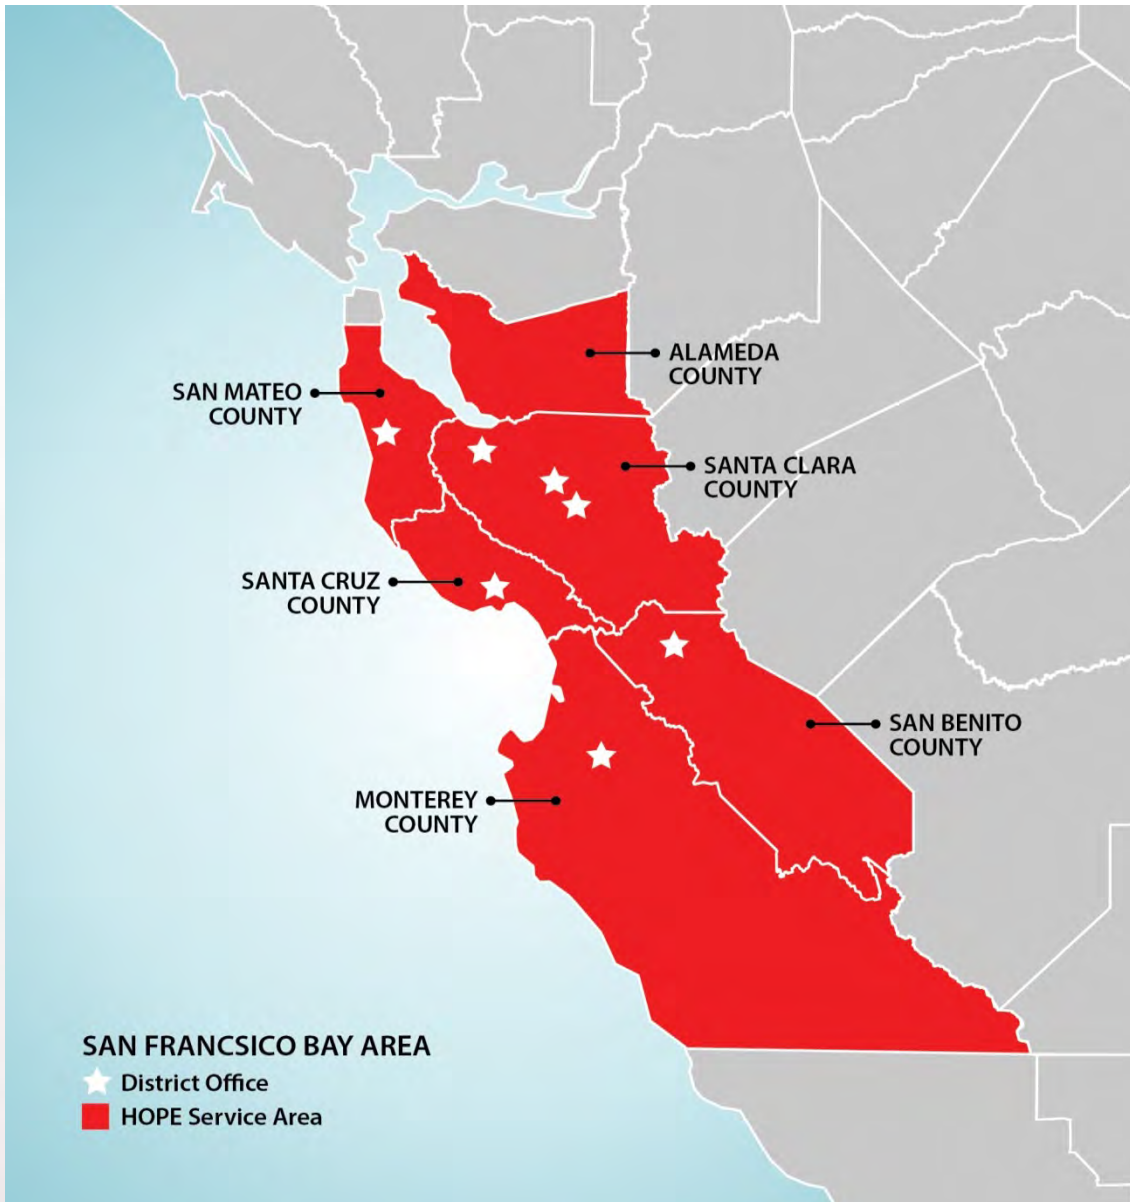 ALAMEDA
COUNTY
SAN MATEO
COUNTY
SANTA CLARA
COUNTY
SANTA CRUZ
COUNTY
SAN BENITO
COUNTY
MONTEREY
COUNTY
SAN FRANCSICO BAY AREA
District Office
HOPE Service Area